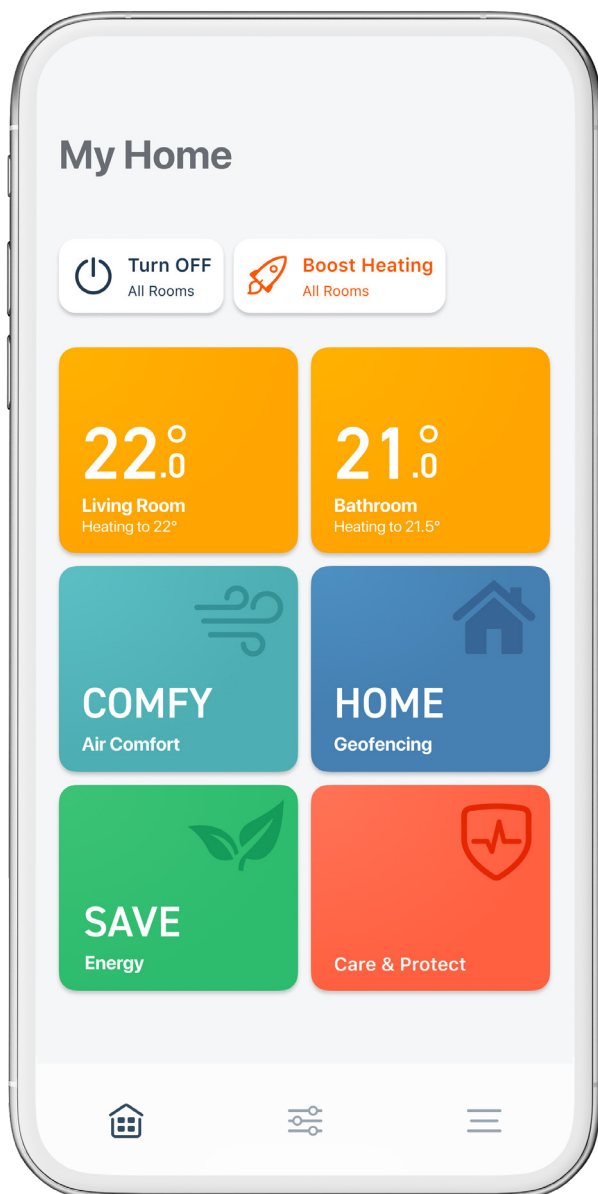 My Home
Turn OFF
All Rooms
Boost Heating
All Rooms
22.0°
Living Room
Heating to 22°
21.0°
Bathroom
Heating to 21.5°
COMFY
Air Comfort
HOME
Geofencing
SAVE
Energy
Care & Protect